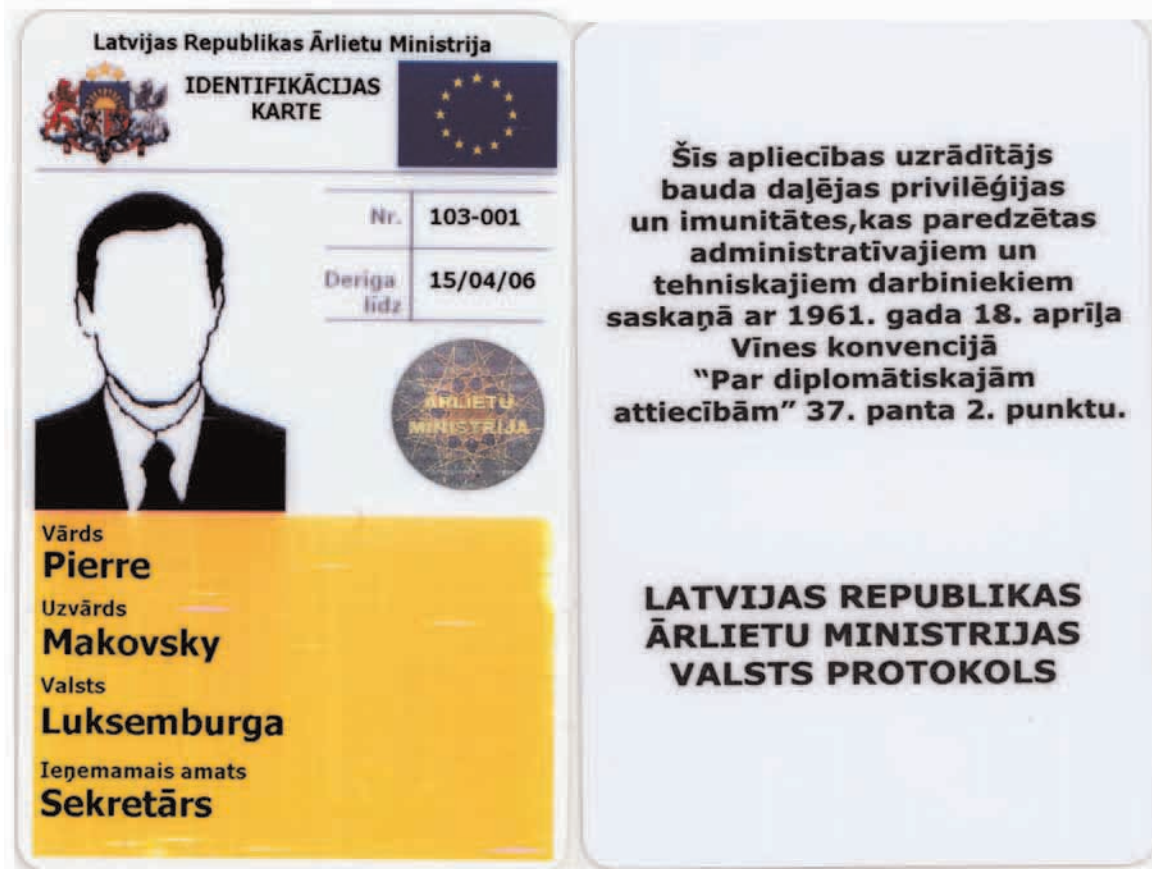 Latvijas Republikas Ārlietu Ministrija
IDENTIFIKĀCIJAS
KARTE
Nr. 103-001
Deriga
lidz
15/04/06
ĀRLIETU
MINISTRIJA
Vārds
Pierre
Uzvārds
Makovsky
Valsts
Luksemburga
Ieņemamais amats
Sekretārs
Šīs apliecības uzrādītājs
bauda daļējas privilēģijas
un imunitātes,kas paredzētas
administratīvajiem un
tehniskajiem darbiniekiem
saskaņā ar 1961. gada 18. aprīļa
Vīnes konvencijā
“Par diplomātiskajām
attiecībām” 37. panta 2. punktu.
LATVIJAS REPUBLIKAS
ĀRLIETU MINISTRIJAS
VALSTS PROTOKOLS